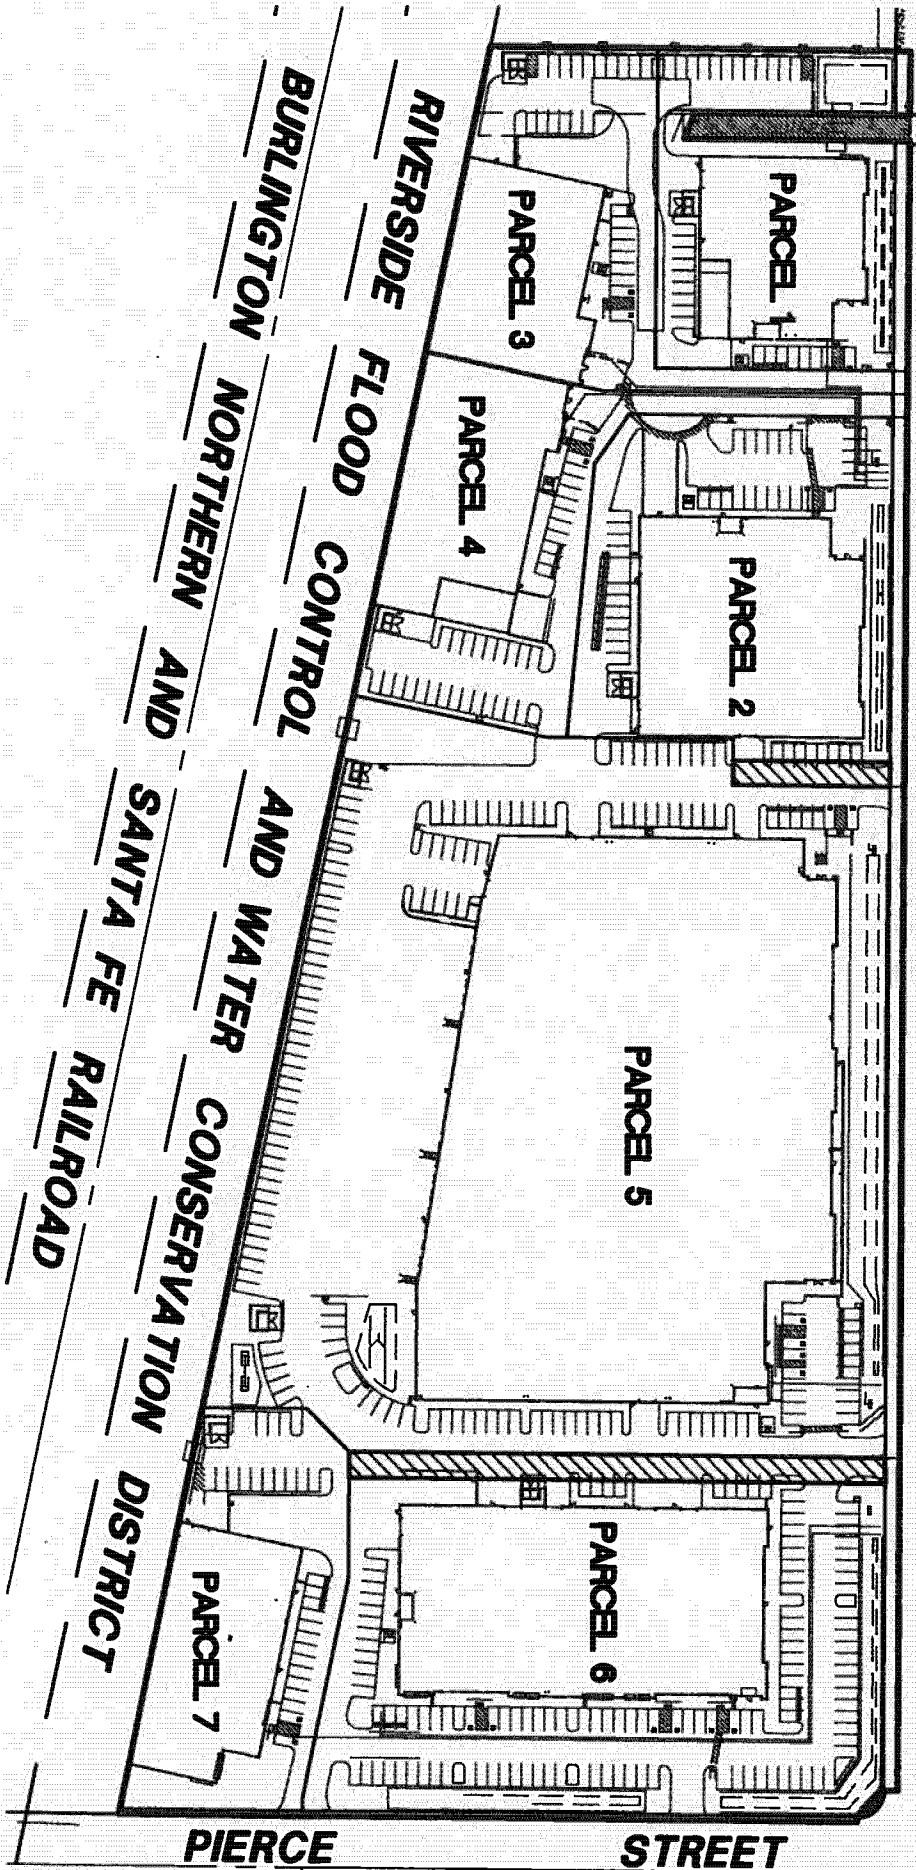 BURLINGTON NORTHERN AND SANTA FE RAILROAD
RIVERSIDE FLOOD CONTROL AND WATER CONSERVATION DISTRICT
PARCEL 1
PARCEL 3
PARCEL 4
PARCEL 2
PARCEL 5
PARCEL 6
PARCEL 7
PIERCE STREET